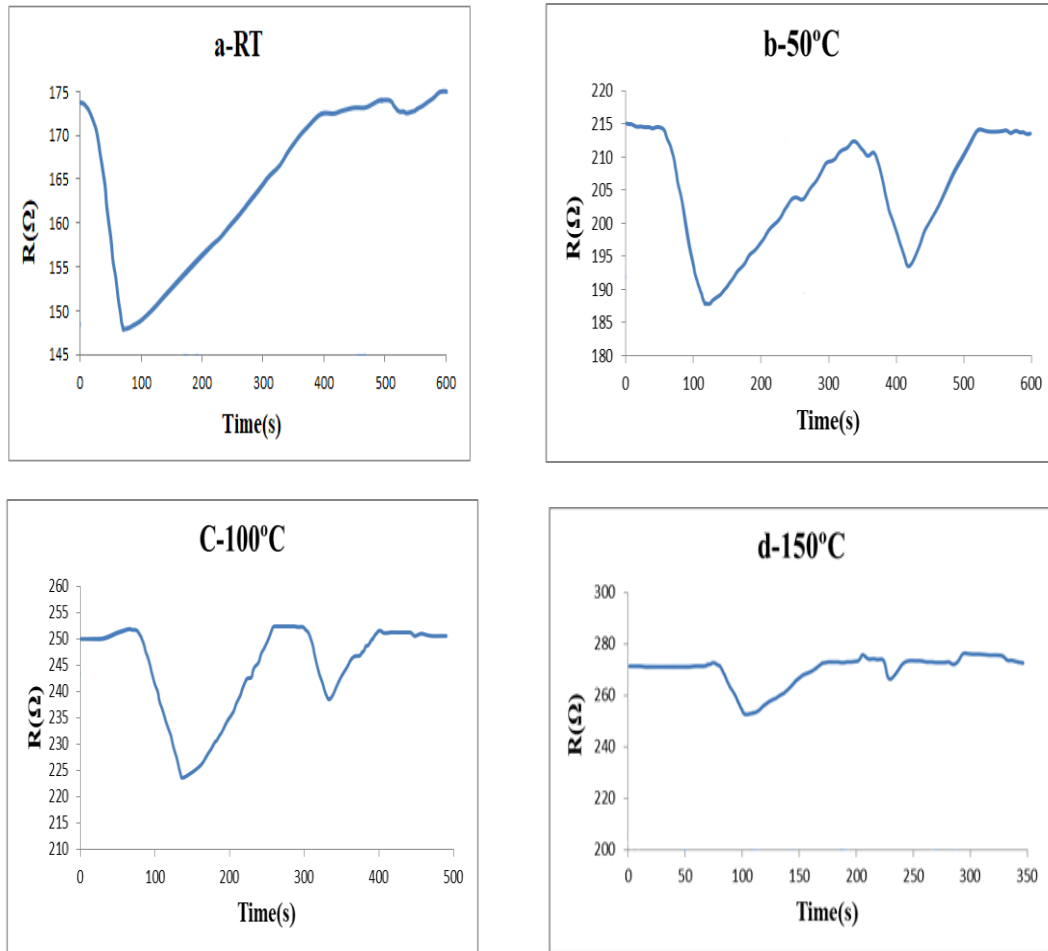 a-RT
175
170
165
160
155
150
145
R(Ω)
0 100 200 300 400 500 600
Time(s)
b-50ºC
220
215
210
205
200
195
190
185
180
R(Ω)
0 100 200 300 400 500 600
Time(s)
C-100ºC
260
255
250
245
240
235
230
225
220
215
210
R(Ω)
0 100 200 300 400 500
Time(s)
d-150ºC
300
280
260
240
220
200
R(Ω)
0 50 100 150 200 250 300 350
Time(s)